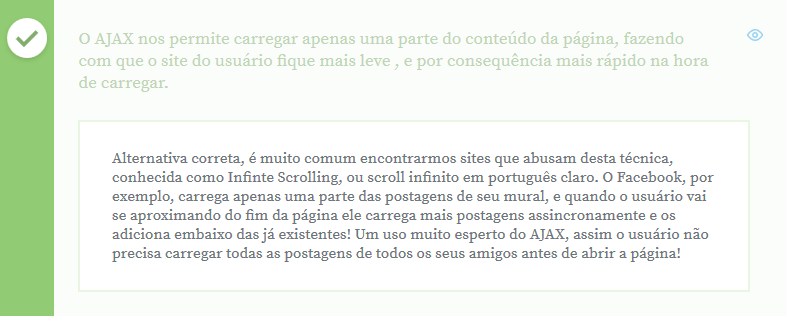 O AJAX nos permite carregar apenas uma parte do conteúdo da página, fazendo
com que o site do usuário fique mais leve , e por consequência mais rápido na hora
de carregar.
Alternativa correta, é muito comum encontrarmos sites que abusam desta técnica,
conhecida como Infinte Scrolling, ou scroll infinito em português claro. O Facebook, por
exemplo, carrega apenas uma parte das postagens de seu mural, e quando o usuário vai
se aproximando do fim da página ele carrega mais postagens assincronamente e os
adiciona embaixo das já existentes! Um uso muito esperto do AJAX, assim o usuário não
precisa carregar todas as postagens de todos os seus amigos antes de abrir a página!